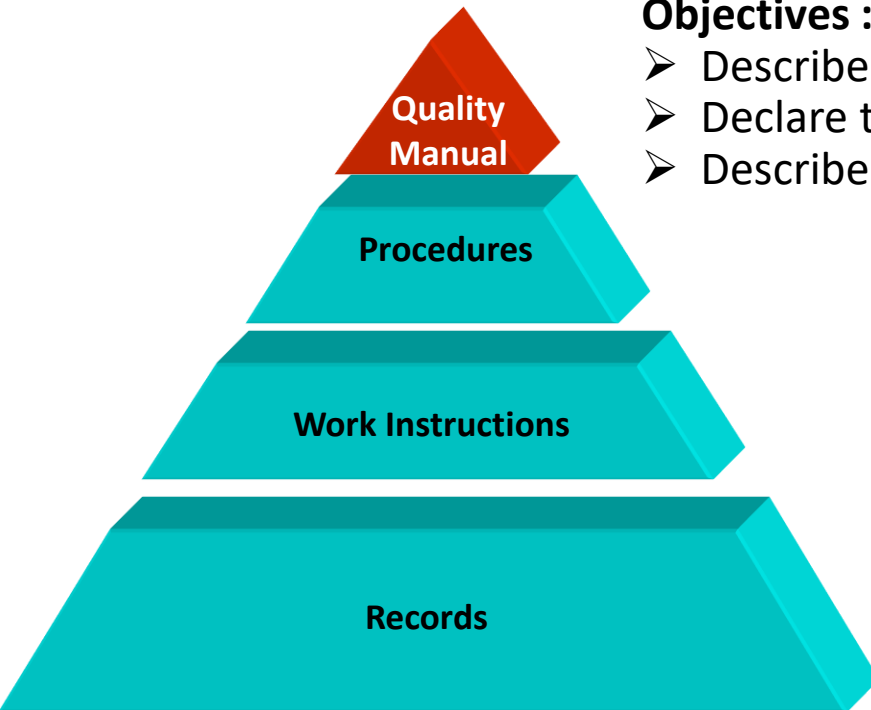 Objectives :
➢ Describe
➢ Declare t
➢ Describe
Quality
Manual
Procedures
Work Instructions
Records